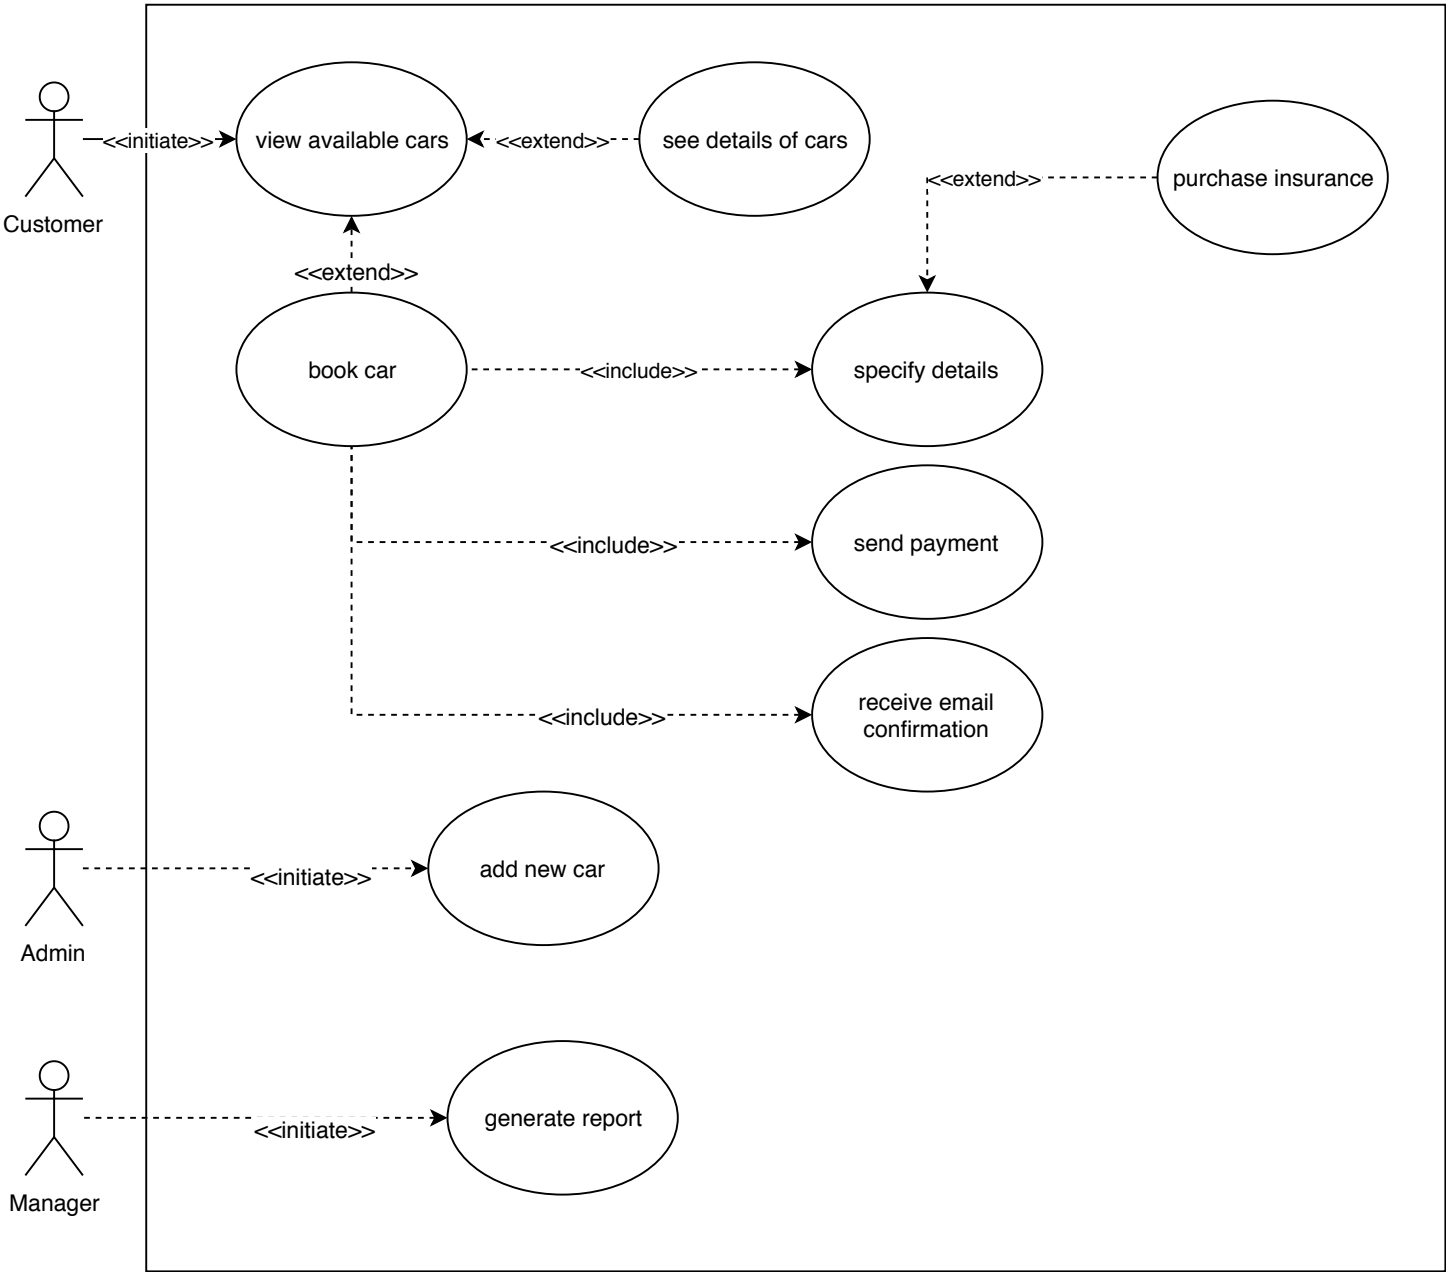 <<initiate>>
view available cars
<<extend>>
see details of cars
<<extend>>
purchase insurance
Customer
<<extend>>
book car
<<include>>
specify details
<<include>>
send payment
<<include>>
receive email
confirmation
<<initiate>>
add new car
Admin
<<initiate>>
generate report
Manager